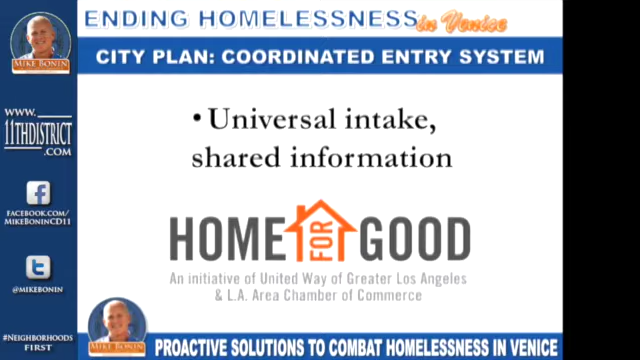 ENDING HOMELESSNESS in Venice
CITY PLAN: COORDINATED ENTRY SYSTEM
MIKE BONIN
WWW.
11THDISTRICT
.COM
FACEBOOK.COM/
MIKEBONINCD11
@MIKEBONIN
#NEIGHBORHOODS
FIRST
• Universal intake,
shared information
HOME FOR GOOD
An initiative of United Way of Greater Los Angeles
& L.A. Area Chamber of Commerce
MIKE BONIN
PROACTIVE SOLUTIONS TO COMBAT HOMELESSNESS IN VENICE